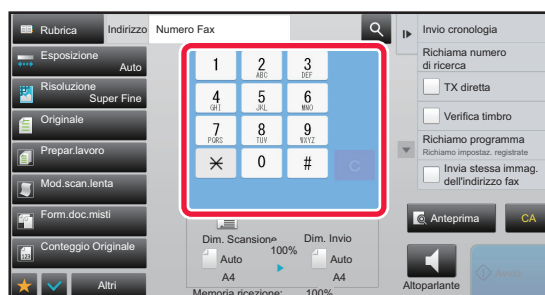 Rubrica
Indirizzo
Numero Fax
Esposizione
Auto
Risoluzione
Super Fine
Originale
Prepar.lavoro
Mod.scan.lenta
Form.doc.misti
Conteggio Originale
Altri
1
2
ABC
3
DEF
4
GHI
5
JKL
6
MNO
7
PQRS
8
TUV
9
WXYZ
0
#
C
Dim. Scansione
100%
Dim. Invio
Auto
A4
Auto
A4
Memoria ricezione: 100%
Invio cronologia
Richiama numero
di ricerca
TX diretta
Verifica timbro
Richiamo programma
Richiamo impostaz. registrate
Invia stessa immag.
dell'indirizzo fax
Anteprima
CA
Altoparlante
Avvio